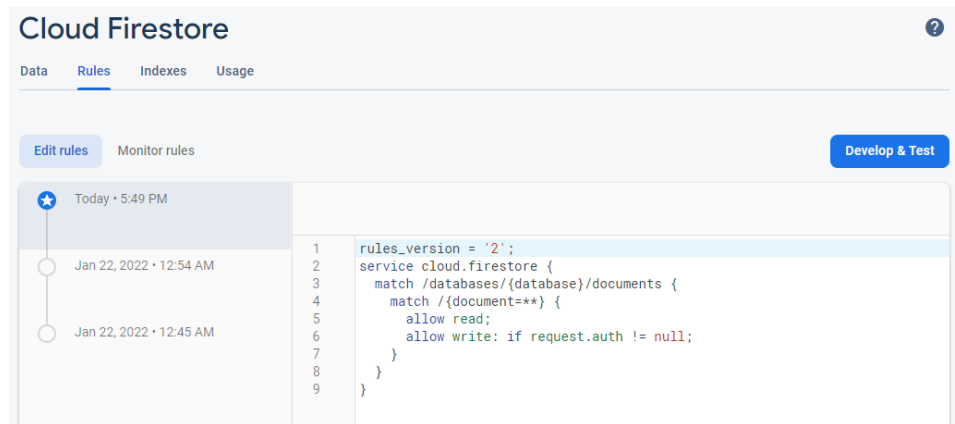 Cloud Firestore
?
Data Rules Indexes Usage
Edit rules Monitor rules
Develop & Test
Today • 5:49 PM
Jan 22, 2022 • 12:54 AM
Jan 22, 2022 • 12:45 AM
1 rules_version = '2';
2 service cloud.firestore {
3   match /databases/{database}/documents {
4     match /{document=**} {
5       allow read;
6       allow write: if request.auth != null;
7     }
8   }
9 }